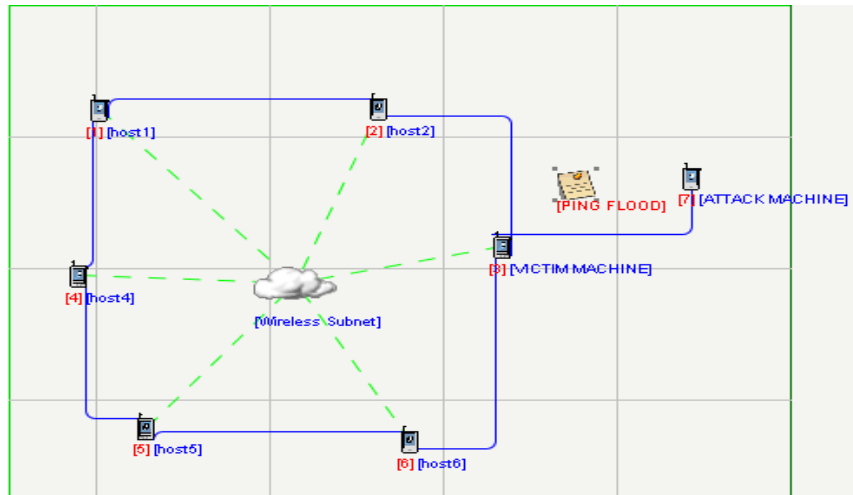 [1] [host1]
[2] [host2]
[PING FLOOD]
[7] [ATTACK MACHINE]
[3] [VICTIM MACHINE]
[4] [host4]
[Wireless Subnet]
[5] [host5]
[6] [host6]